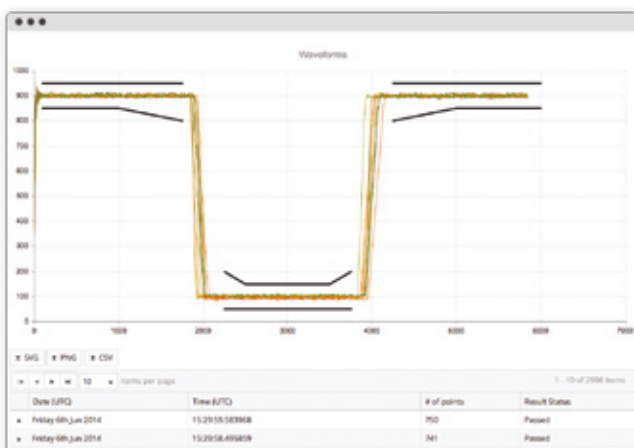 Waveforms
1000
900
800
700
600
500
400
300
200
100
0
0 1000 2000 3000 4000 5000 6000 7000
SVG PNG CSV
10 items per page 1 - 10 of 2998 items
Date (UTC) Time (UTC) # of points Result Status
Friday 6th Jun 2014 15:29:59.583968 750 Passed
Friday 6th Jun 2014 15:29:58.495859 741 Passed